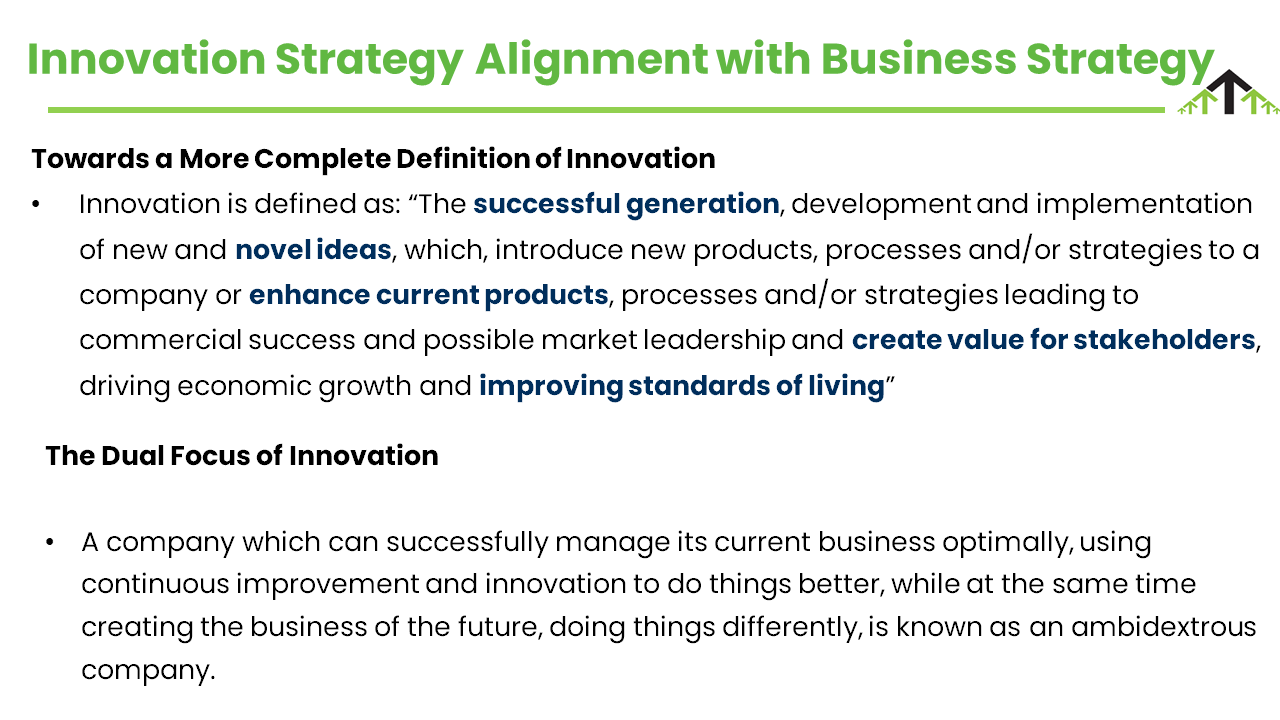 Innovation Strategy Alignment with Business Strategy
Towards a More Complete Definition of Innovation
• Innovation is defined as: “The successful generation, development and implementation
of new and novel ideas, which, introduce new products, processes and/or strategies to a
company or enhance current products, processes and/or strategies leading to
commercial success and possible market leadership and create value for stakeholders,
driving economic growth and improving standards of living”
The Dual Focus of Innovation
• A company which can successfully manage its current business optimally, using
continuous improvement and innovation to do things better, while at the same time
creating the business of the future, doing things differently, is known as an ambidextrous
company.